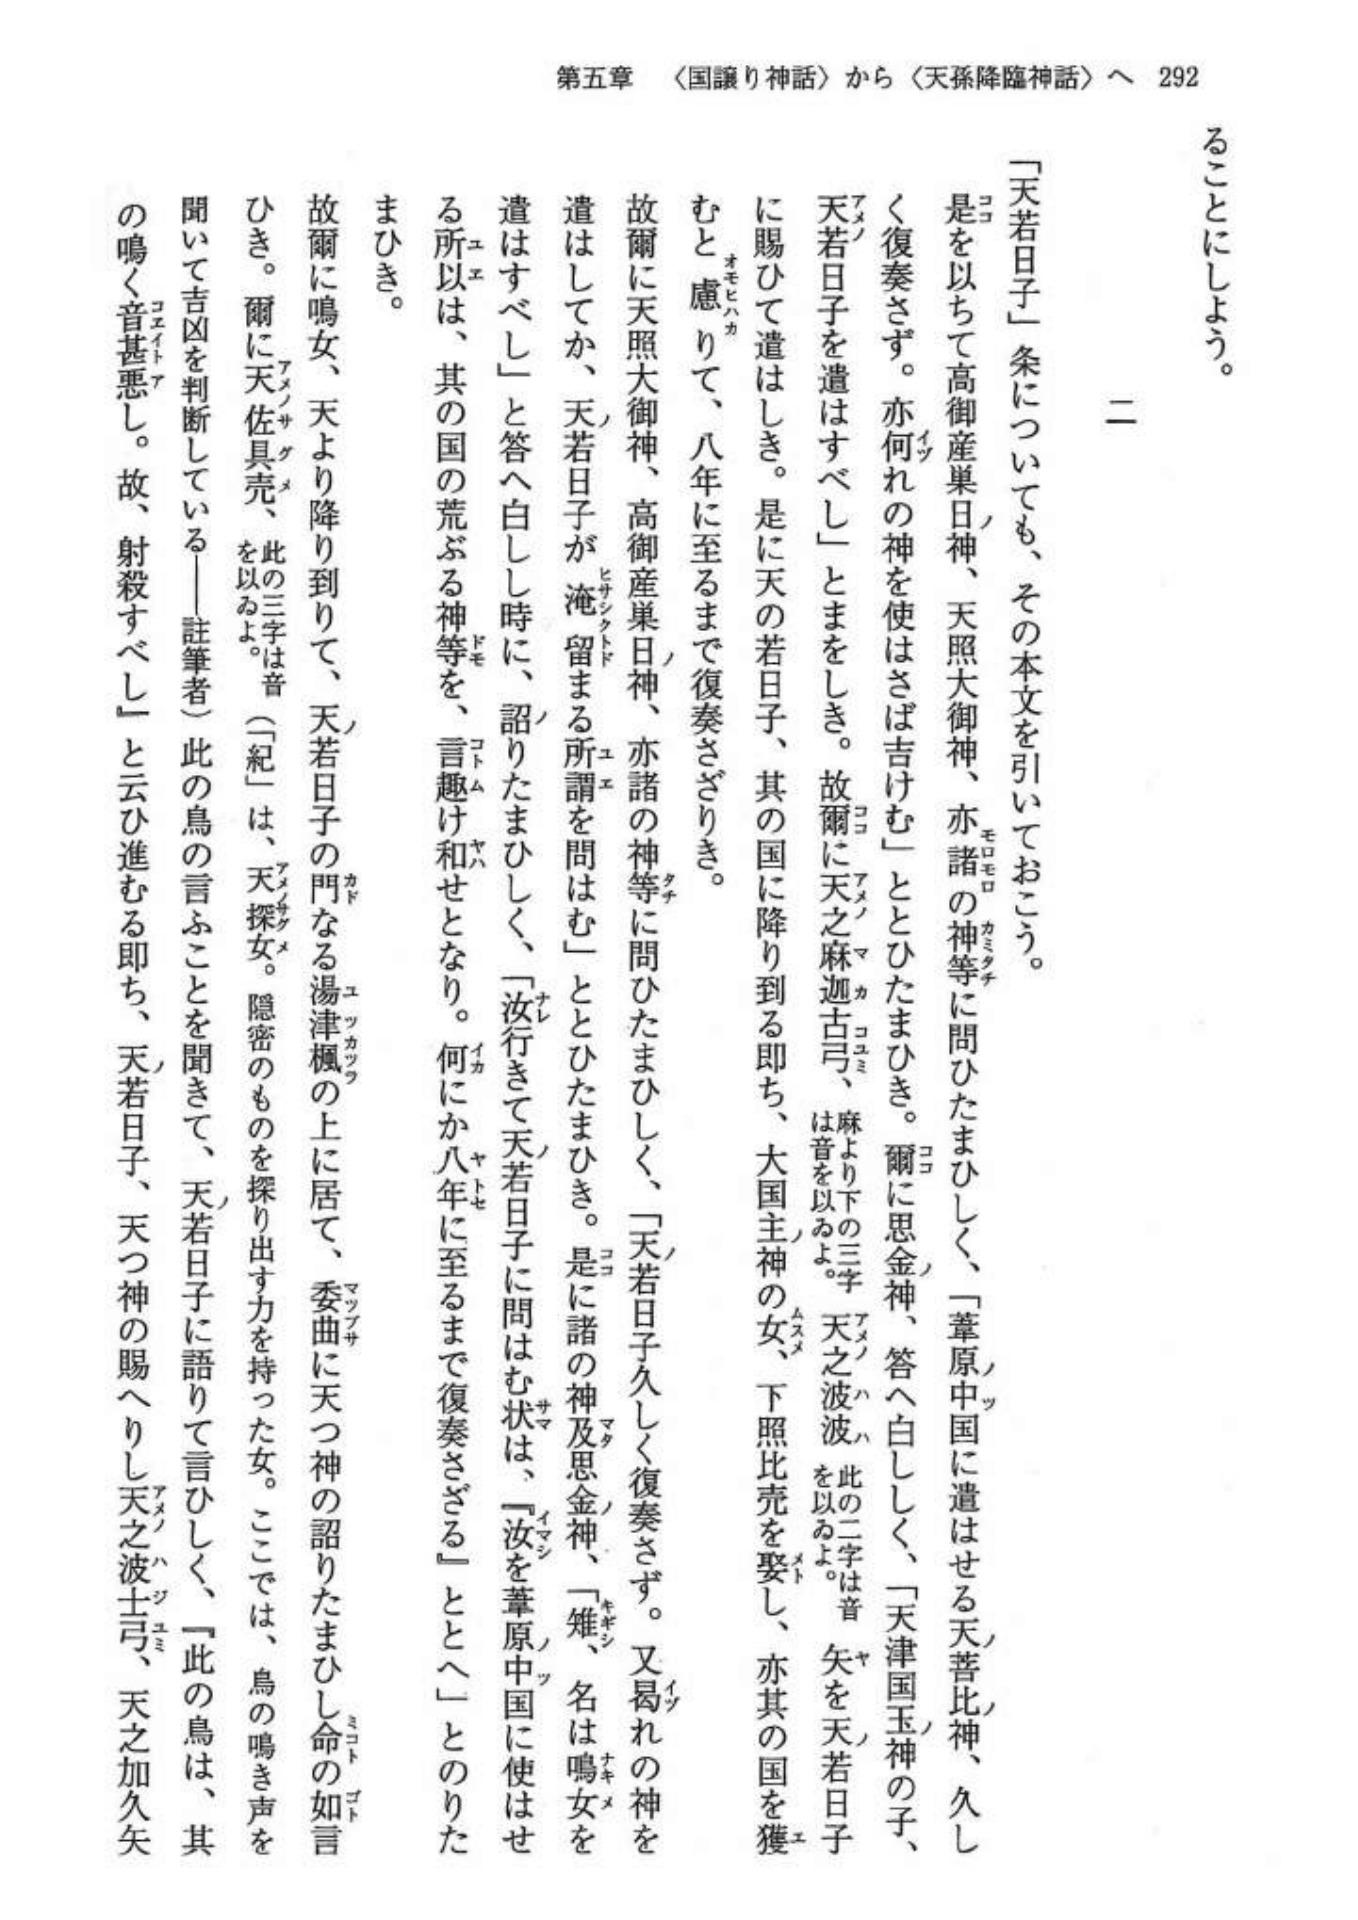 第五章　〈国譲り神話〉から〈天孫降臨神話〉へ　292
ることにしよう。
二
「天若日子」条についても、その本文を引いておこう。
是を以ちて高御産巣日神、天照大御神、亦諸の神等に問ひたまひしく、「葦原中国に遣はせる天菩比神、久し
く復奏さず。亦何れの神を使はさば吉けむ」ととひたまひき。爾に思金神、答へ白ししく、「天津国玉神の子、
天若日子を遣はすべし」とまをしき。故爾に天之麻迦古弓、麻より下の三字は音を以ゐよ。天之波波此の二字は音を以ゐよ。矢を天若日子
に賜ひて遣はしき。是に天の若日子、其の国に降り到る即ち、大国主神の女、下照比売を娶し、亦其の国を獲
むと慮りて、八年に至るまで復奏さざりき。
故爾に天照大御神、高御産巣日神、亦諸の神等に問ひたまひしく、「天若日子久しく復奏さず。又曷れの神を
遣はしてか、天若日子が淹留まる所謂を問はむ」ととひたまひき。是に諸の神及思金神、「雉、名は鳴女を
遣はすべし」と答へ白しし時に、詔りたまひしく、「汝行きて天若日子に問はむ状は、『汝を葦原中国に使はせ
る所以は、其の国の荒ぶる神等を、言趣け和せとなり。何にか八年に至るまで復奏さざる』ととへ」とのりた
まひき。
故爾に鳴女、天より降り到りて、天若日子の門なる湯津楓の上に居て、委曲に天つ神の詔りたまひし命の如言
ひき。爾に天佐具売、此の三字は音を以ゐよ。（「紀」は、天探女。隠密のものを探り出す力を持った女。ここでは、鳥の鳴き声を
聞いて吉凶を判断している――註筆者）此の鳥の言ふことを聞きて、天若日子に語りて言ひしく、『此の鳥は、其
の鳴く音甚悪し。故、射殺すべし』と云ひ進むる即ち、天若日子、天つ神の賜へりし天之波士弓、天之加久矢